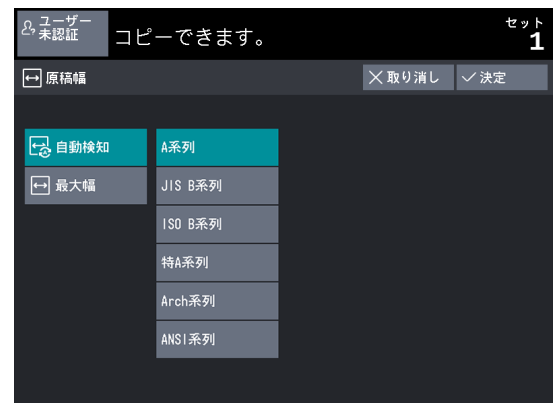 ユーザー
未認証
コピーできます。
セット
1
原稿幅
取り消し
決定
自動検知
最大幅
A系列
JIS B系列
ISO B系列
特A系列
Arch系列
ANSI系列